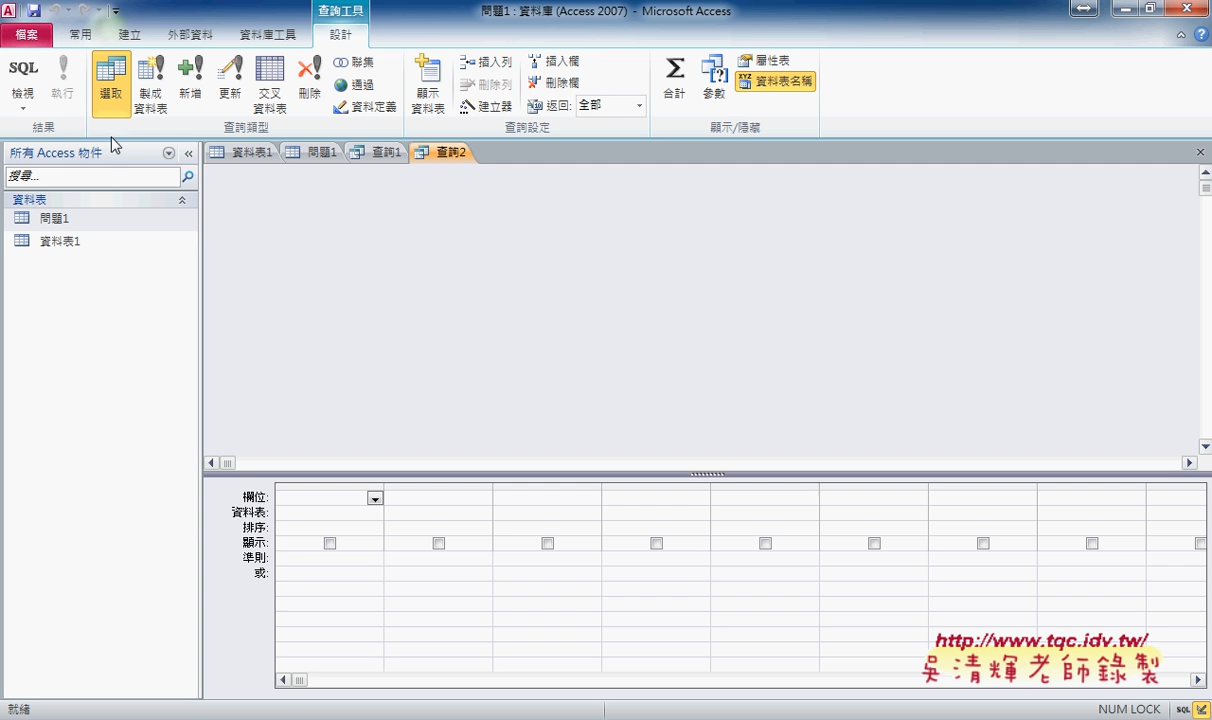 查詢工具
問題1 : 資料庫 (Access 2007) - Microsoft Access
檔案 常用 建立 外部資料 資料庫工具 設計
SQL
檢視
執行
選取
製成
資料表
新增
更新
交叉
資料表
刪除
聯集
通過
資料定義
顯示
資料表
插入列
刪除列
建立器
插入欄
刪除欄
返回: 全部
合計
參數
屬性表
XYZ 資料表名稱
結果 查詢類型 查詢設定 顯示/隱藏
所有 Access 物件
搜尋...
資料表
問題1
資料表1
資料表1 問題1 查詢1 查詢2
欄位:
資料表:
排序:
顯示:
準則:
或:
http://www.tqc.idv.tw/
吳清輝老師錄製
就緒
NUM LOCK
SQL